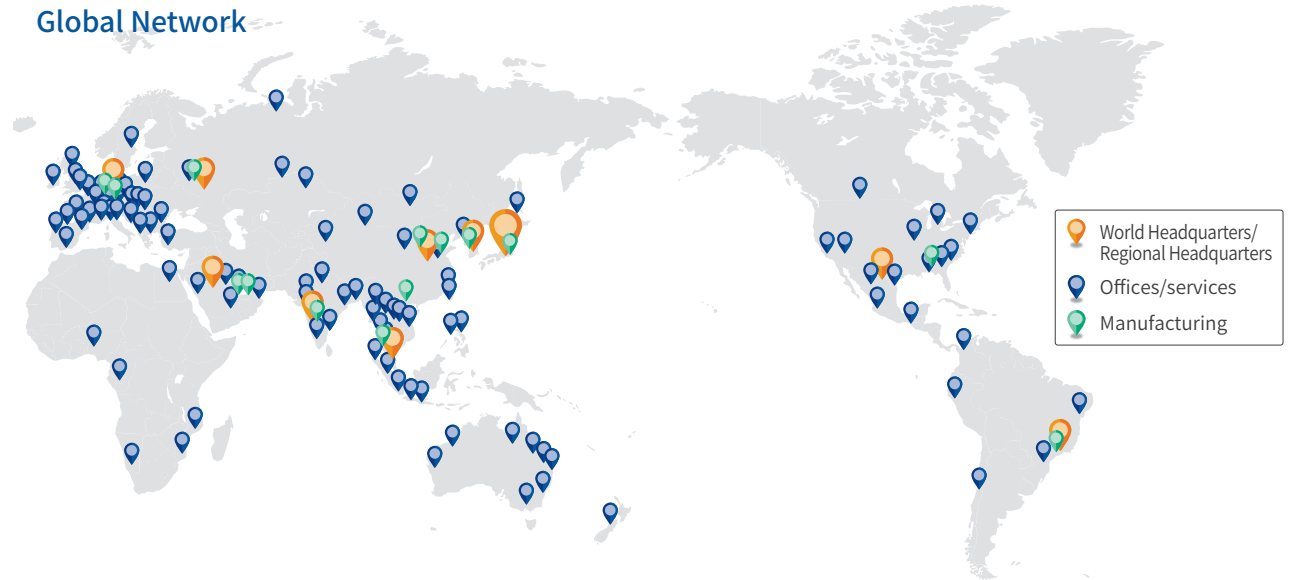 Global Network
World Headquarters/
Regional Headquarters
Offices/services
Manufacturing